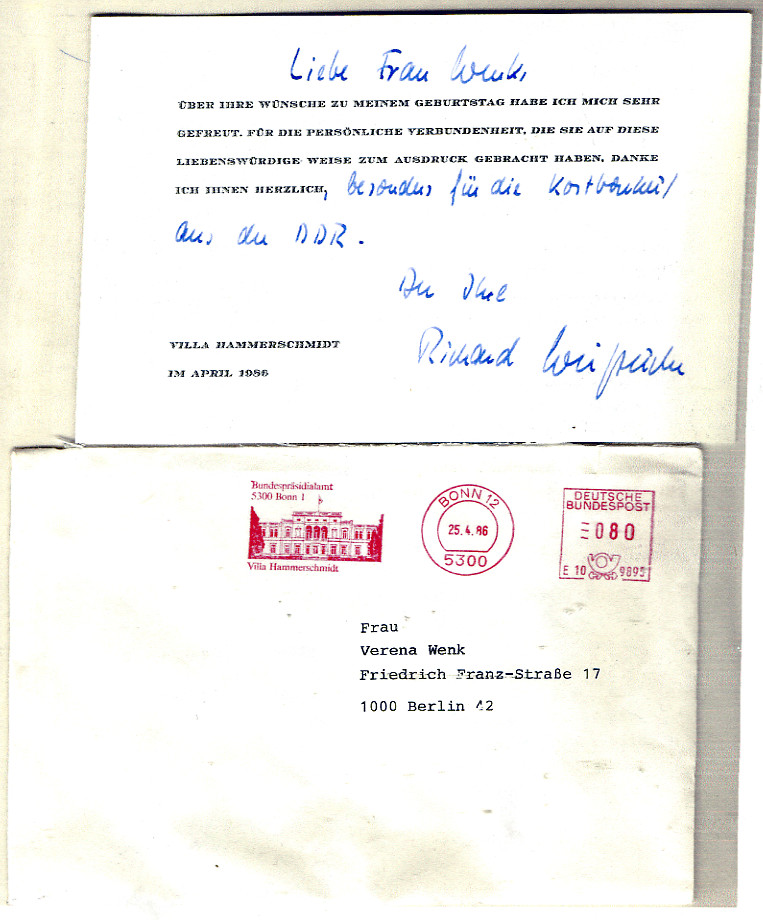 Liebe Frau Wenk,
ÜBER IHRE WÜNSCHE ZU MEINEM GEBURTSTAG HABE ICH MICH SEHR
GEFREUT. FÜR DIE PERSÖNLICHE VERBUNDENHEIT, DIE SIE AUF DIESE
LIEBENSWÜRDIGE WEISE ZUM AUSDRUCK GEBRACHT HABEN, DANKE
ICH IHNEN HERZLICH, besonders für die Kostbarkeit
aus der DDR.
Ihr
Richard Weizsäcker
VILLA HAMMERSCHMIDT
IM APRIL 1986
Bundespräsidialamt
5300 Bonn 1
Villa Hammerschmidt
BONN 12
25.4.86
5300
DEUTSCHE
BUNDESPOST
080
E 10 9895
Frau
Verena Wenk
Friedrich Franz-Straße 17
1000 Berlin 42